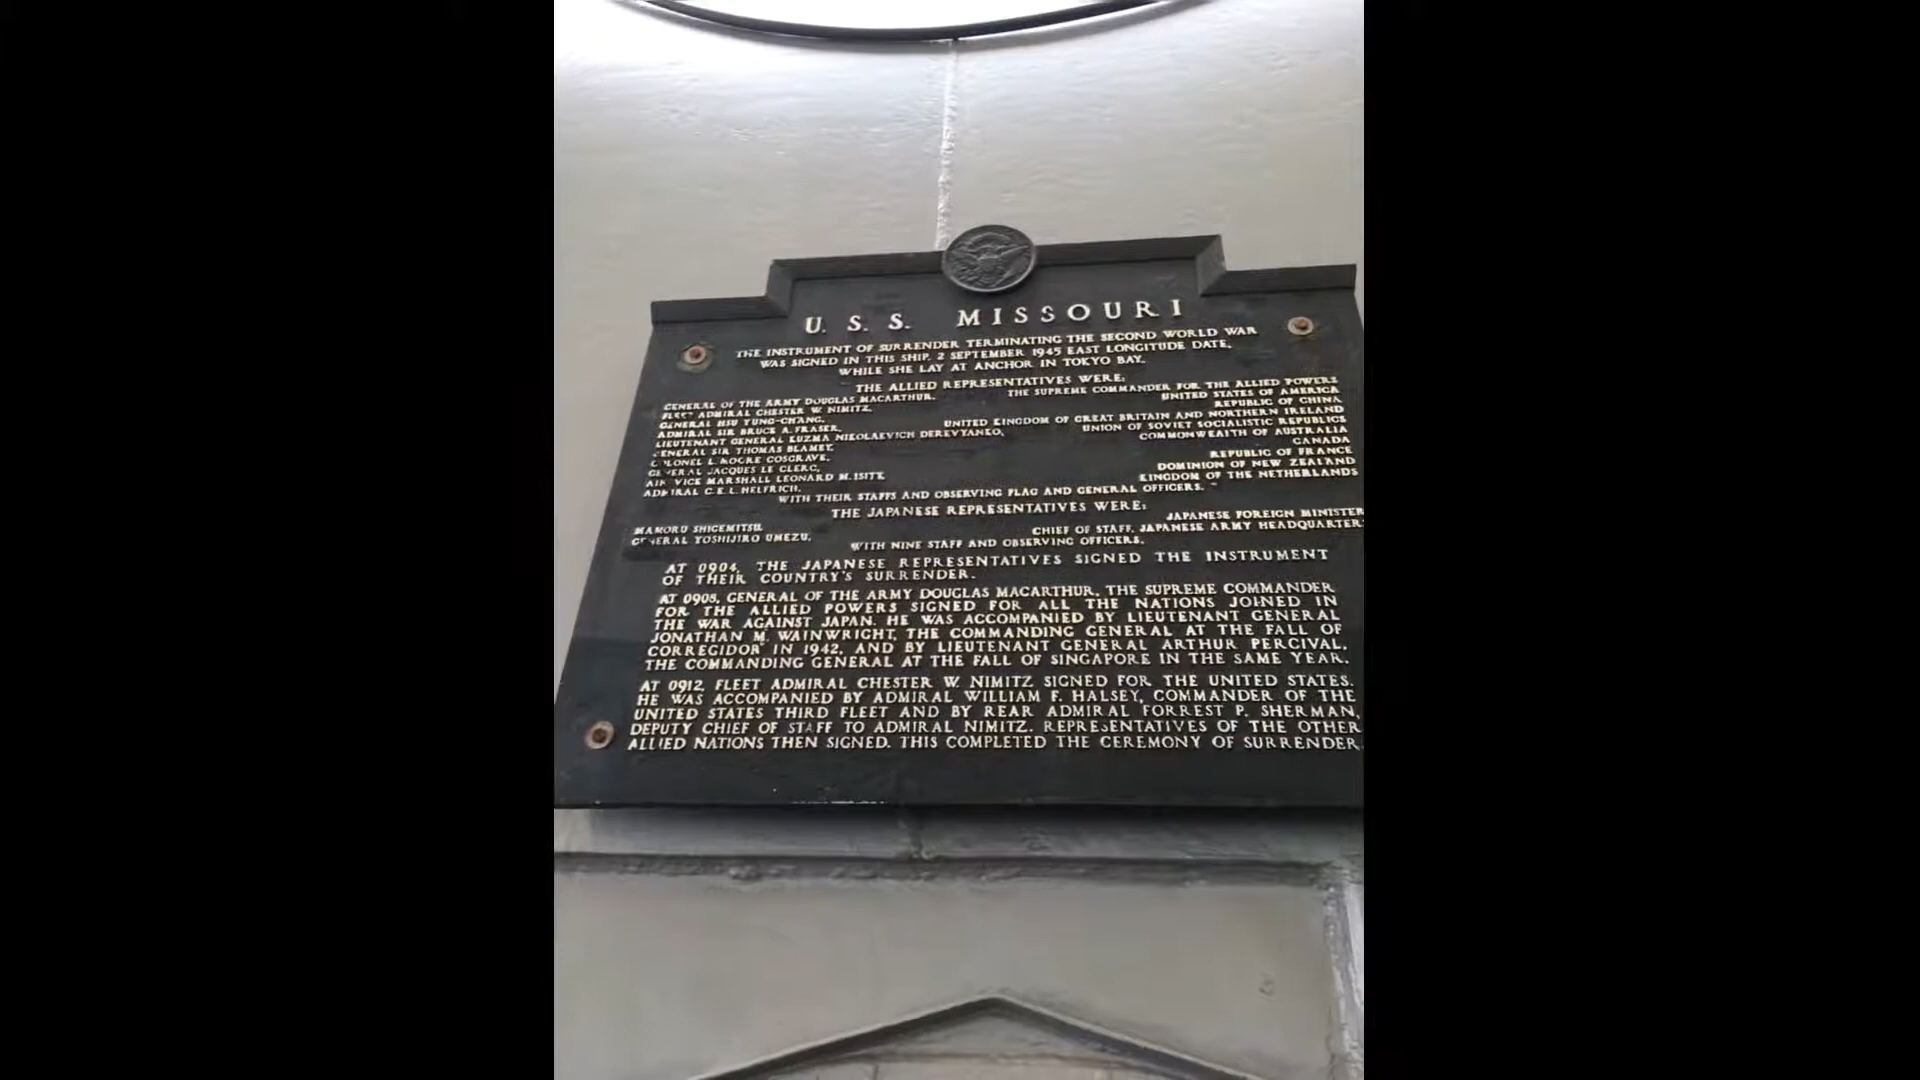 U. S. S. MISSOURI
THE INSTRUMENT OF SURRENDER TERMINATING THE SECOND WORLD WAR
WAS SIGNED IN THIS SHIP, 2 SEPTEMBER 1945 EAST LONGITUDE DATE,
WHILE SHE LAY AT ANCHOR IN TOKYO BAY.
THE ALLIED REPRESENTATIVES WERE:
GENERAL OF THE ARMY DOUGLAS MACARTHUR, THE SUPREME COMMANDER FOR THE ALLIED POWERS
FLEET ADMIRAL CHESTER W. NIMITZ, UNITED STATES OF AMERICA
GENERAL HSU YUNG-CHANG, REPUBLIC OF CHINA
ADMIRAL SIR BRUCE A. FRASER, UNITED KINGDOM OF GREAT BRITAIN AND NORTHERN IRELAND
LIEUTENANT GENERAL KUZMA NIKOLAEVICH DEREVYANKO, UNION OF SOVIET SOCIALISTIC REPUBLICS
GENERAL SIR THOMAS BLAMEY, COMMONWEALTH OF AUSTRALIA
COLONEL L. MOORE COSGRAVE, CANADA
GENERAL JACQUES LE CLERC, REPUBLIC OF FRANCE
AIR VICE MARSHALL LEONARD M. ISITT, DOMINION OF NEW ZEALAND
ADMIRAL C.E.L. HELFRICH, KINGDOM OF THE NETHERLANDS
WITH THEIR STAFFS AND OBSERVING FLAG AND GENERAL OFFICERS.
THE JAPANESE REPRESENTATIVES WERE:
MAMORU SHIGEMITSU, JAPANESE FOREIGN MINISTER
GENERAL YOSHIJIRO UMEZU, CHIEF OF STAFF, JAPANESE ARMY HEADQUARTER
WITH NINE STAFF AND OBSERVING OFFICERS.
AT 0904, THE JAPANESE REPRESENTATIVES SIGNED THE INSTRUMENT
OF THEIR COUNTRY'S SURRENDER.
AT 0908, GENERAL OF THE ARMY DOUGLAS MACARTHUR, THE SUPREME COMMANDER
FOR THE ALLIED POWERS SIGNED FOR ALL THE NATIONS JOINED IN
THE WAR AGAINST JAPAN. HE WAS ACCOMPANIED BY LIEUTENANT GENERAL
JONATHAN M. WAINWRIGHT, THE COMMANDING GENERAL AT THE FALL OF
CORREGIDOR IN 1942, AND BY LIEUTENANT GENERAL ARTHUR PERCIVAL,
THE COMMANDING GENERAL AT THE FALL OF SINGAPORE IN THE SAME YEAR.
AT 0912, FLEET ADMIRAL CHESTER W. NIMITZ SIGNED FOR THE UNITED STATES.
HE WAS ACCOMPANIED BY ADMIRAL WILLIAM F. HALSEY, COMMANDER OF THE
UNITED STATES THIRD FLEET AND BY REAR ADMIRAL FORREST P. SHERMAN,
DEPUTY CHIEF OF STAFF TO ADMIRAL NIMITZ. REPRESENTATIVES OF THE OTHER
ALLIED NATIONS THEN SIGNED. THIS COMPLETED THE CEREMONY OF SURRENDER